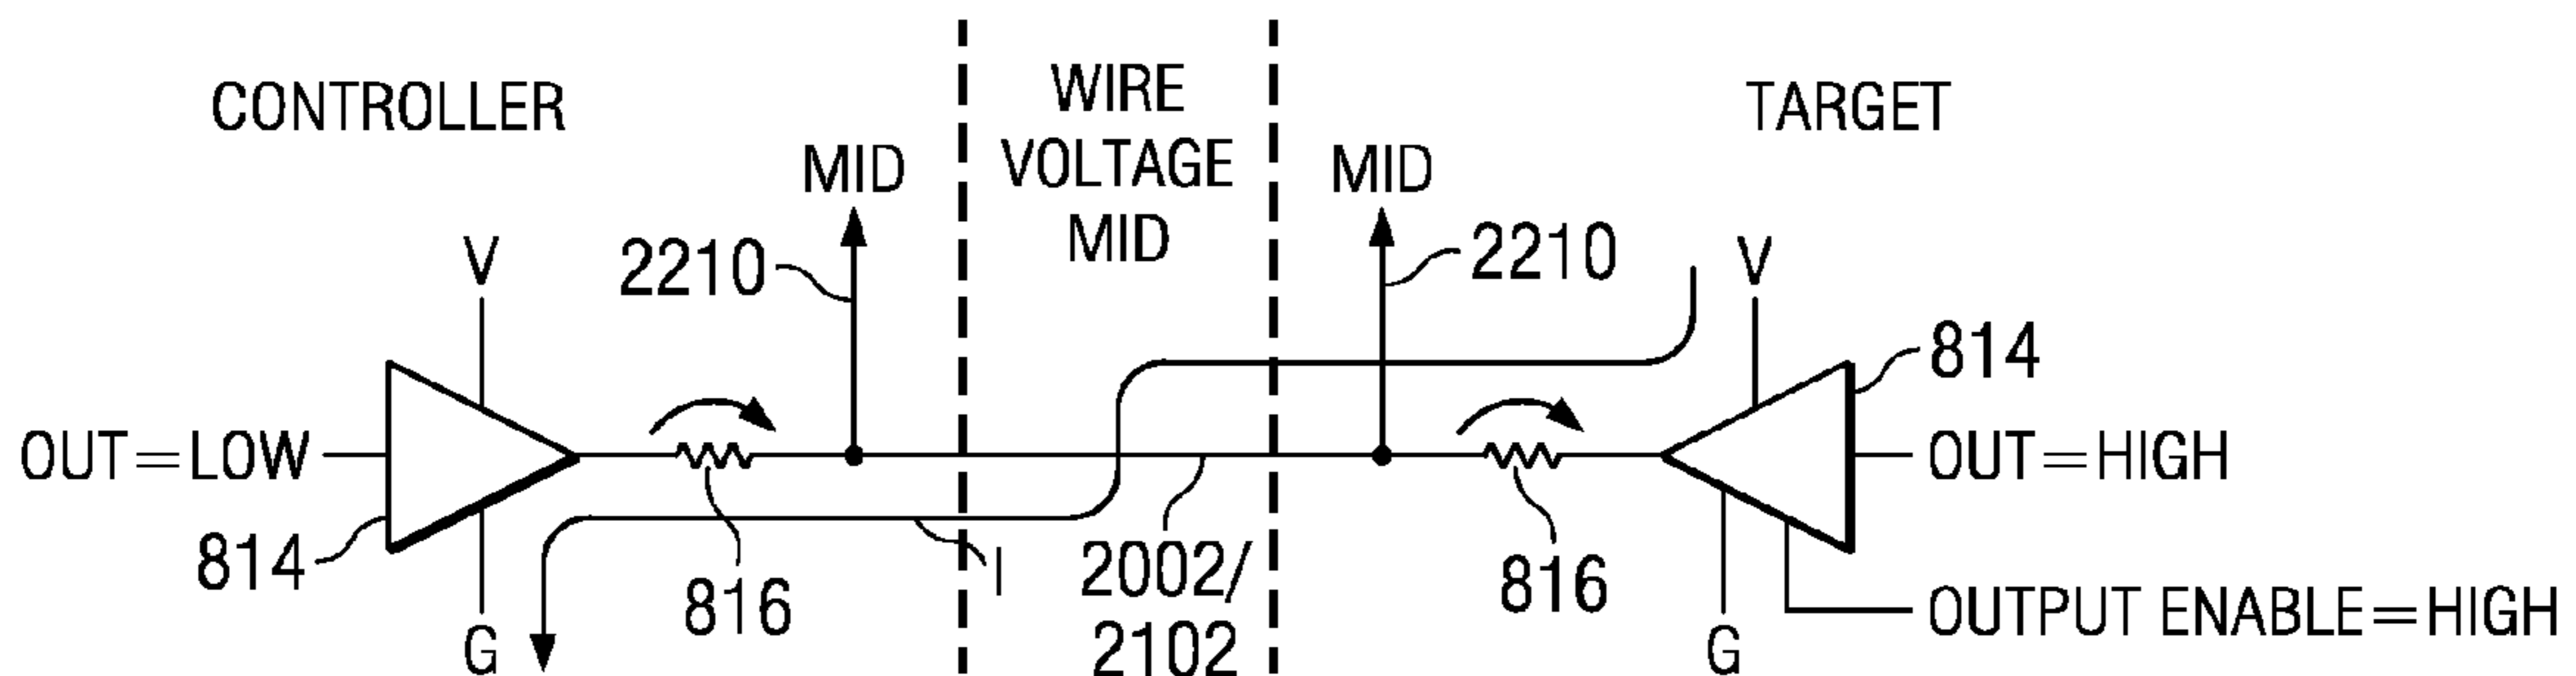 CONTROLLER
WIRE
VOLTAGE
MID
TARGET
MID
MID
V
2210
2210
V
814
OUT=LOW
OUT=HIGH
814
816
I
2002/
2102
816
OUTPUT ENABLE=HIGH
G
G